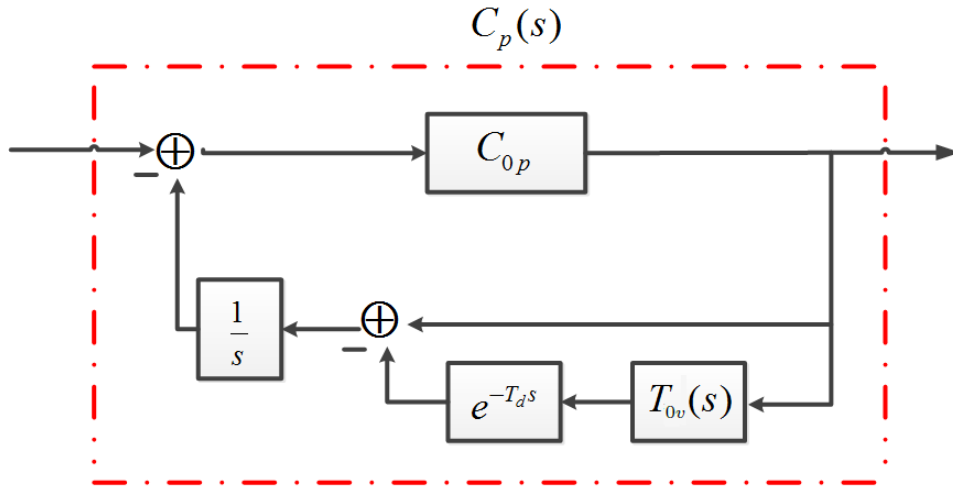 C_p(s)
−
C_{0p}
1/s
−
e^{-T_d s}
T_{0v}(s)